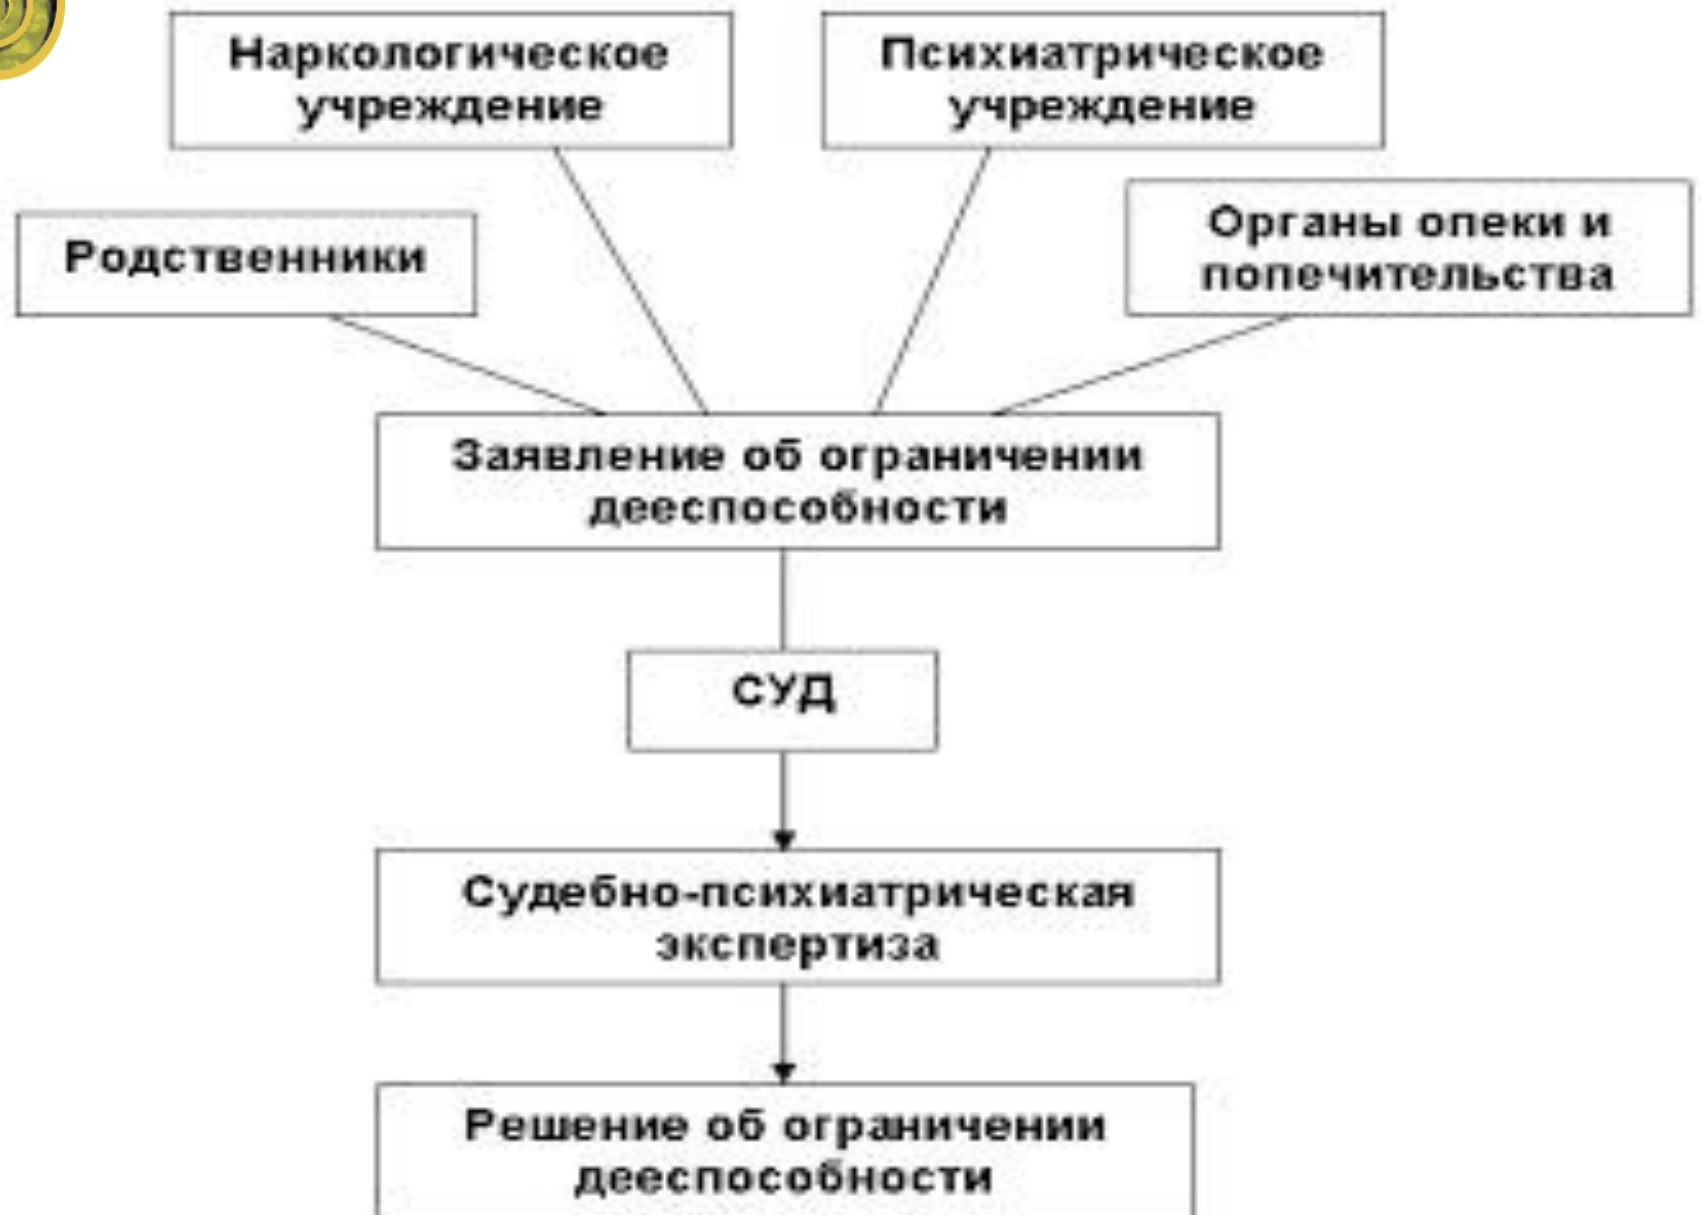 Наркологическое
учреждение
Психиатрическое
учреждение
Родственники
Органы опеки и
попечительства
Заявление об ограничении
дееспособности
СУД
Судебно-психиатрическая
экспертиза
Решение об ограничении
дееспособности